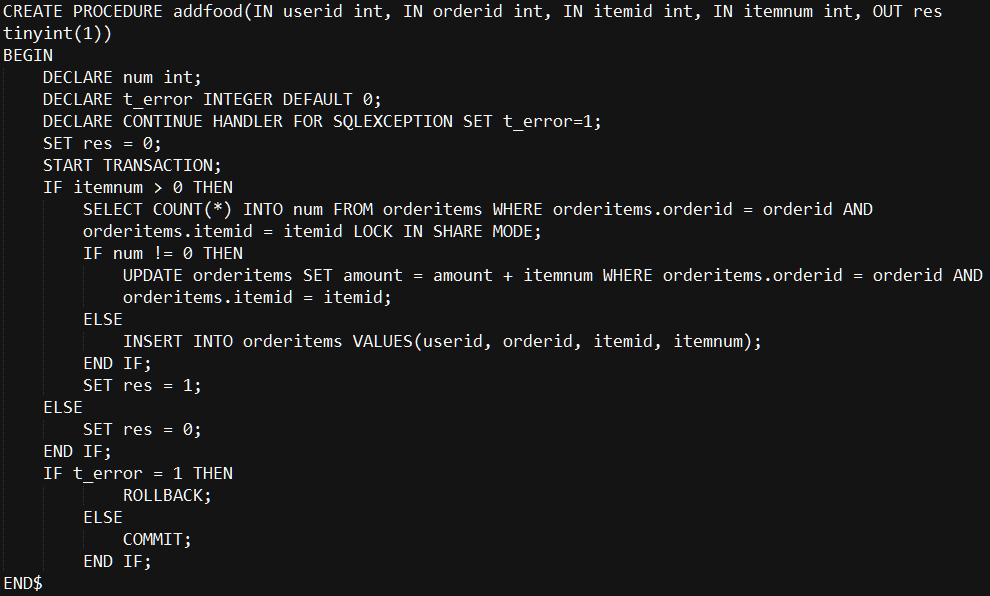 CREATE PROCEDURE addfood(IN userid int, IN orderid int, IN itemid int, IN itemnum int, OUT res
tinyint(1))
BEGIN
    DECLARE num int;
    DECLARE t_error INTEGER DEFAULT 0;
    DECLARE CONTINUE HANDLER FOR SQLEXCEPTION SET t_error=1;
    SET res = 0;
    START TRANSACTION;
    IF itemnum > 0 THEN
        SELECT COUNT(*) INTO num FROM orderitems WHERE orderitems.orderid = orderid AND
        orderitems.itemid = itemid LOCK IN SHARE MODE;
        IF num != 0 THEN
            UPDATE orderitems SET amount = amount + itemnum WHERE orderitems.orderid = orderid AND
            orderitems.itemid = itemid;
        ELSE
            INSERT INTO orderitems VALUES(userid, orderid, itemid, itemnum);
        END IF;
        SET res = 1;
    ELSE
        SET res = 0;
    END IF;
    IF t_error = 1 THEN
            ROLLBACK;
        ELSE
            COMMIT;
        END IF;
END$